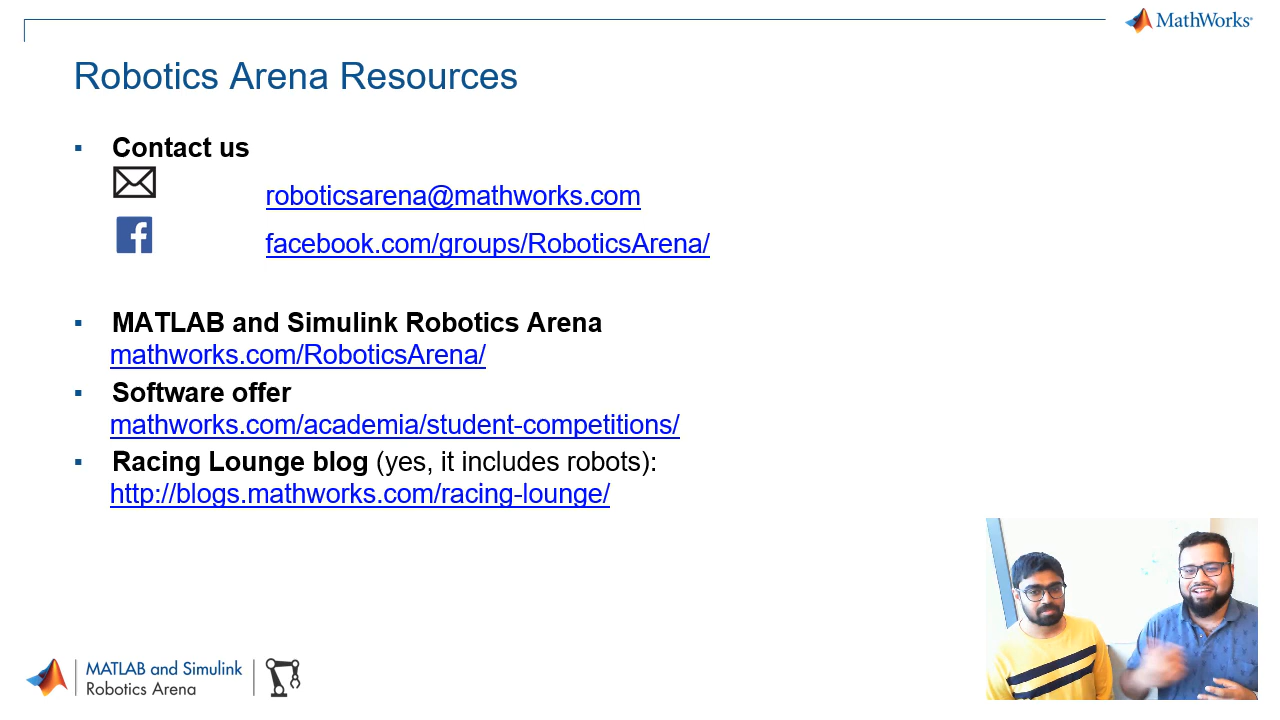 MathWorks
Robotics Arena Resources
▪ Contact us
roboticsarena@mathworks.com
facebook.com/groups/RoboticsArena/
▪ MATLAB and Simulink Robotics Arena
mathworks.com/RoboticsArena/
▪ Software offer
mathworks.com/academia/student-competitions/
▪ Racing Lounge blog (yes, it includes robots):
http://blogs.mathworks.com/racing-lounge/
MATLAB and Simulink
Robotics Arena